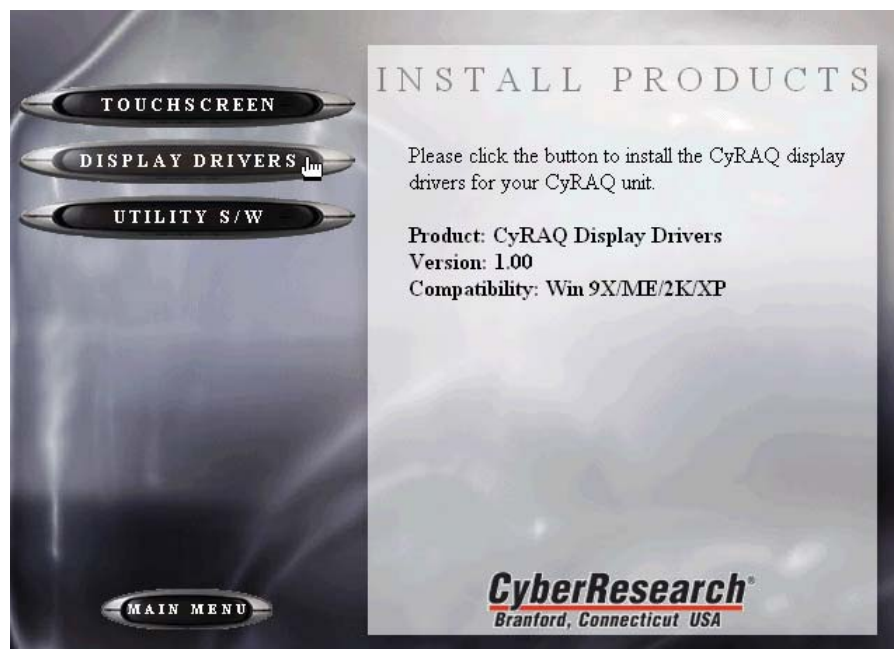 TOUCHSCREEN
DISPLAY DRIVERS
UTILITY S/W
MAIN MENU
INSTALL PRODUCTS
Please click the button to install the CyRAQ display
drivers for your CyRAQ unit.
Product: CyRAQ Display Drivers
Version: 1.00
Compatibility: Win 9X/ME/2K/XP
CyberResearch®
Branford, Connecticut USA